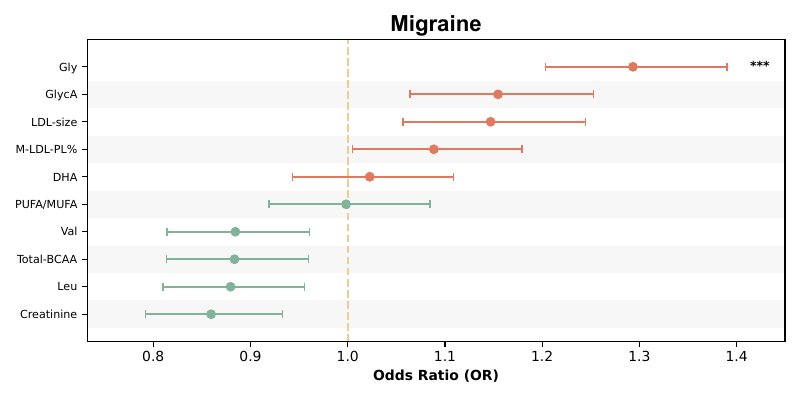 Migraine
Gly
***
GlycA
LDL-size
M-LDL-PL%
DHA
PUFA/MUFA
Val
Total-BCAA
Leu
Creatinine
0.8 0.9 1.0 1.1 1.2 1.3 1.4
Odds Ratio (OR)